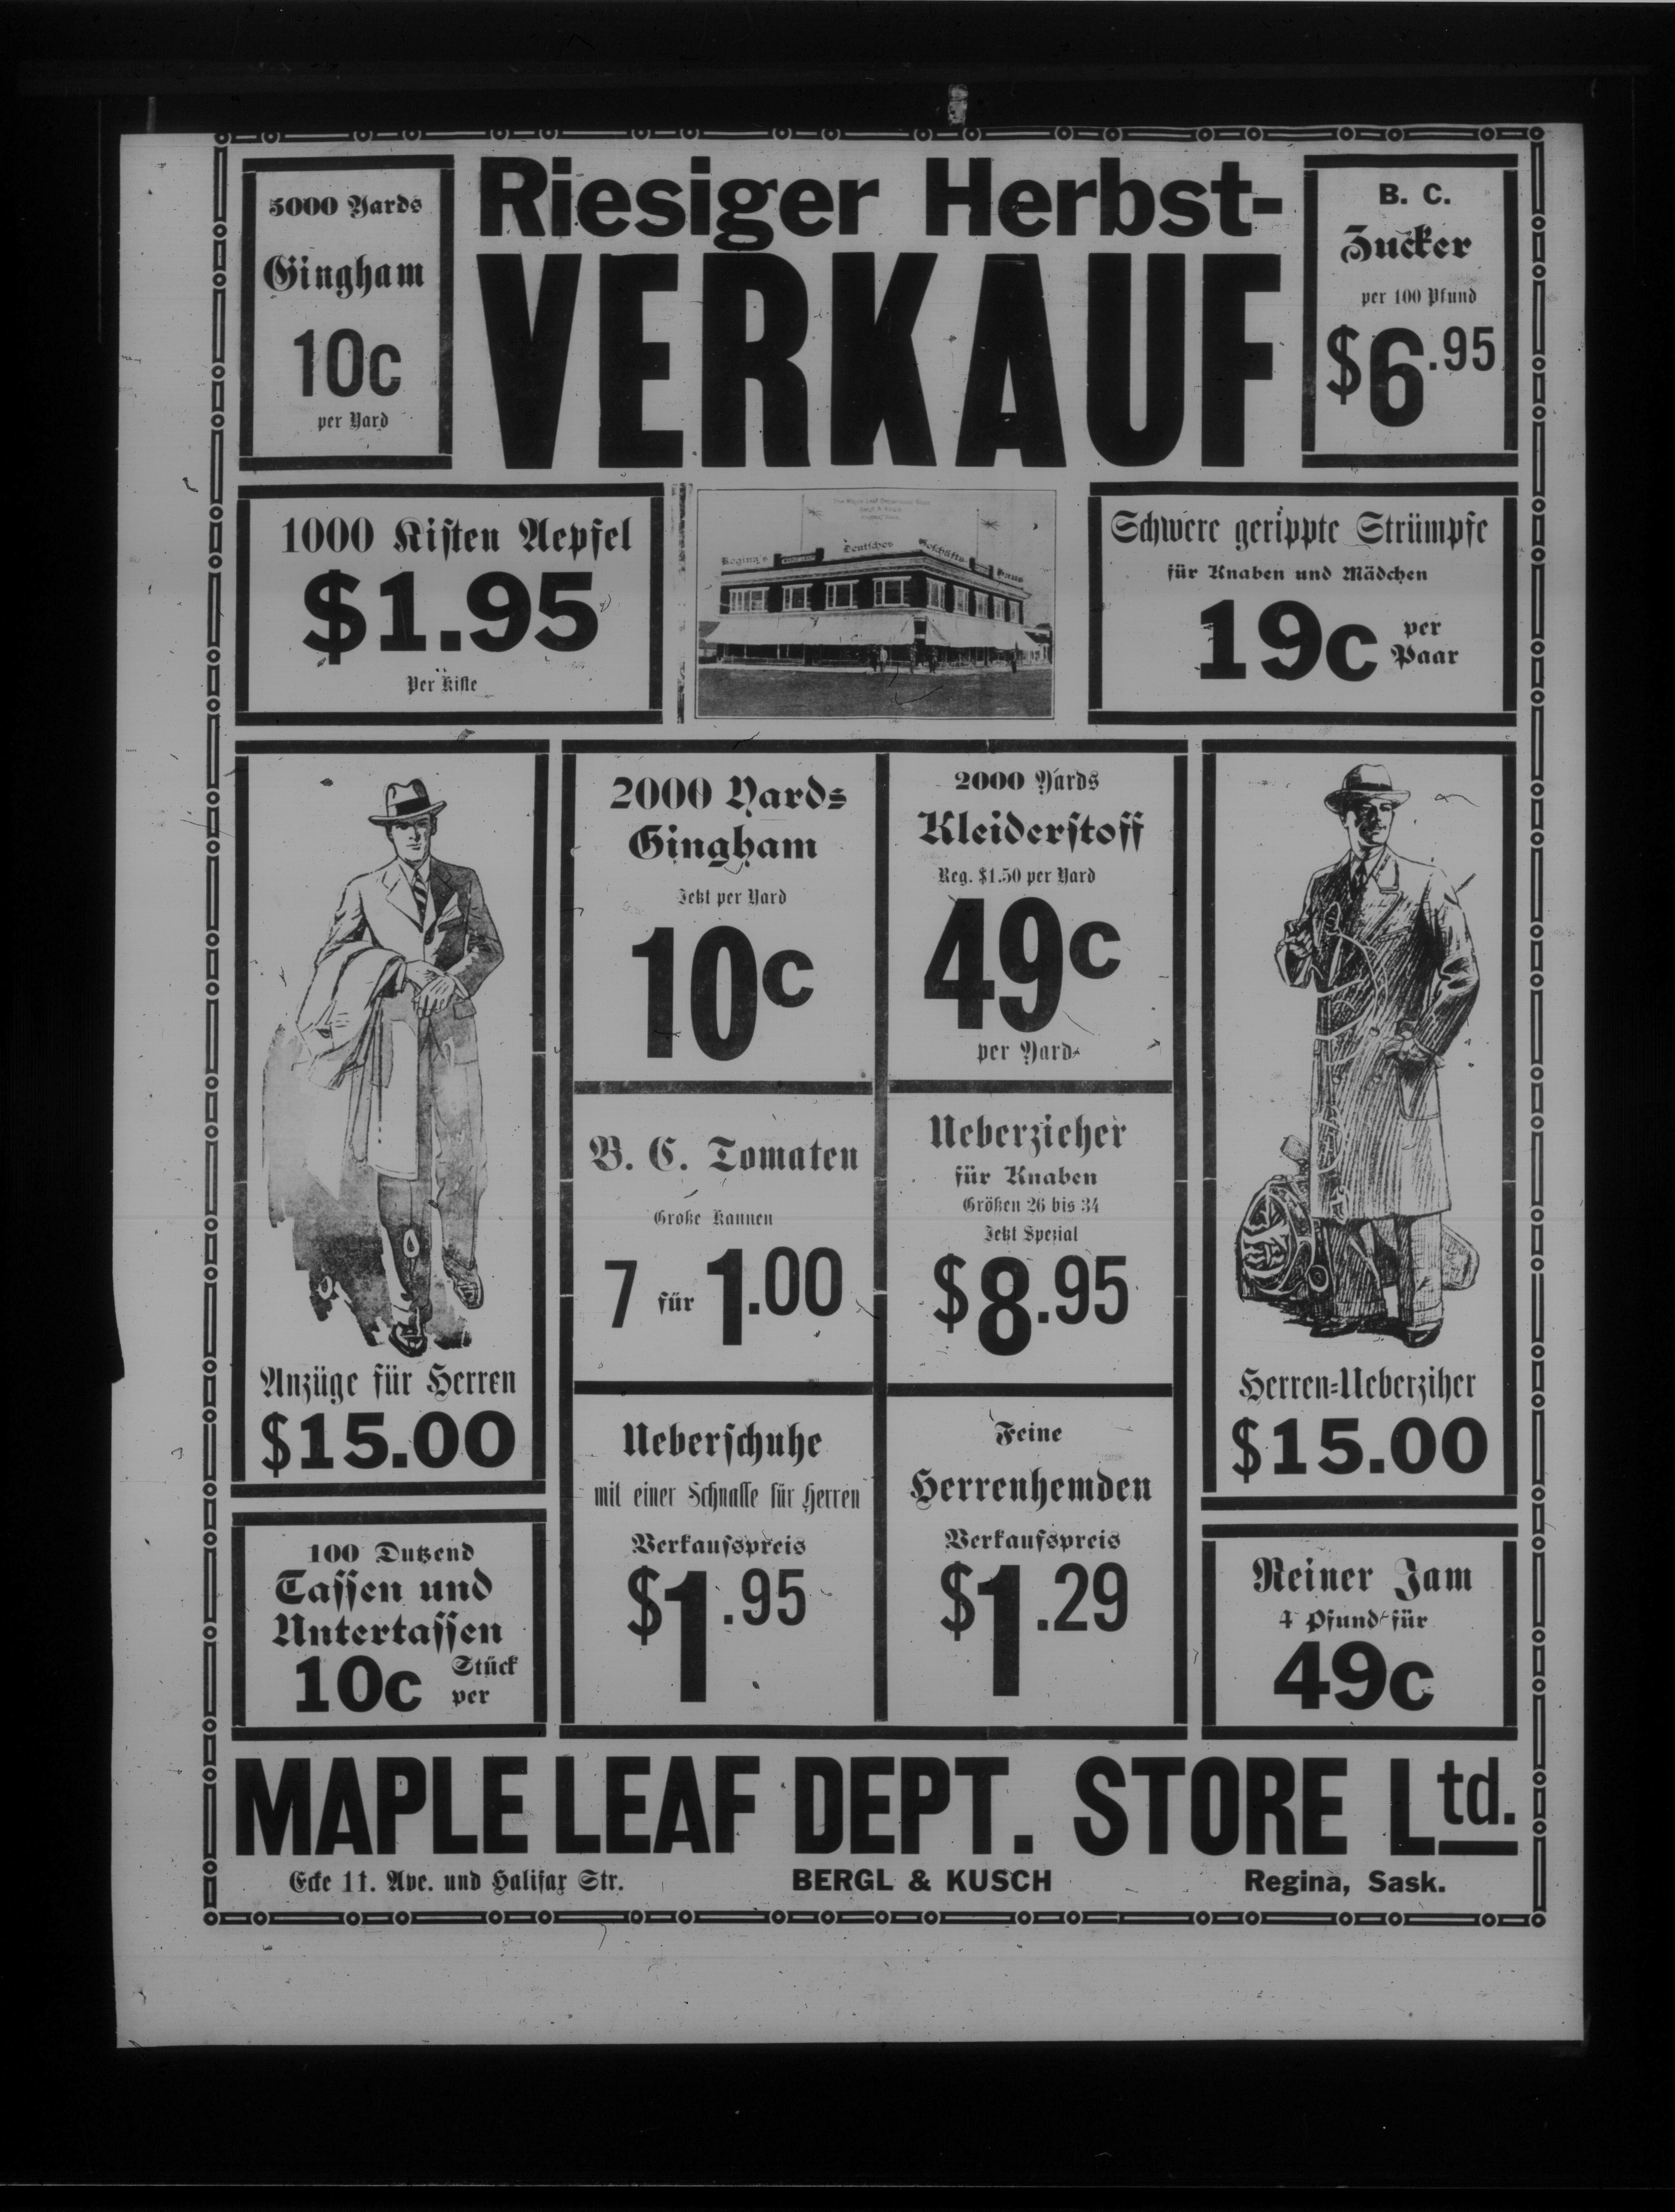 5000 Yards
Gingham
10c
per Yard
Riesiger Herbst-
VERKAUF
B. C.
Zucker
per 100 Pfund
$6.95
1000 Kisten Aepfel
$1.95
Per Kiste
Regina's Deutsches Geschäfts Haus
Schwere gerippte Strümpfe
für Knaben und Mädchen
19c per
Paar
Anzüge für Herren
$15.00
2000 Yards
Gingham
Jetzt per Yard
10c
2000 Yards
Kleiderstoff
Reg. $1.50 per Yard
49c
per Yard
B. C. Tomaten
Große Kannen
7 für 1.00
Ueberzieher
für Knaben
Größen 26 bis 34
Jetzt Spezial
$8.95
Ueberschuhe
mit einer Schnalle für Herren
Verkaufspreis
$1.95
Feine
Herrenhemden
Verkaufspreis
$1.29
Herren-Ueberziher
$15.00
100 Dutzend
Tassen und
Untertassen
10c Stück
per
Reiner Jam
4 Pfund für
49c
MAPLE LEAF DEPT. STORE Ltd.
Ecke 11. Ave. und Halifax Str. BERGL & KUSCH Regina, Sask.